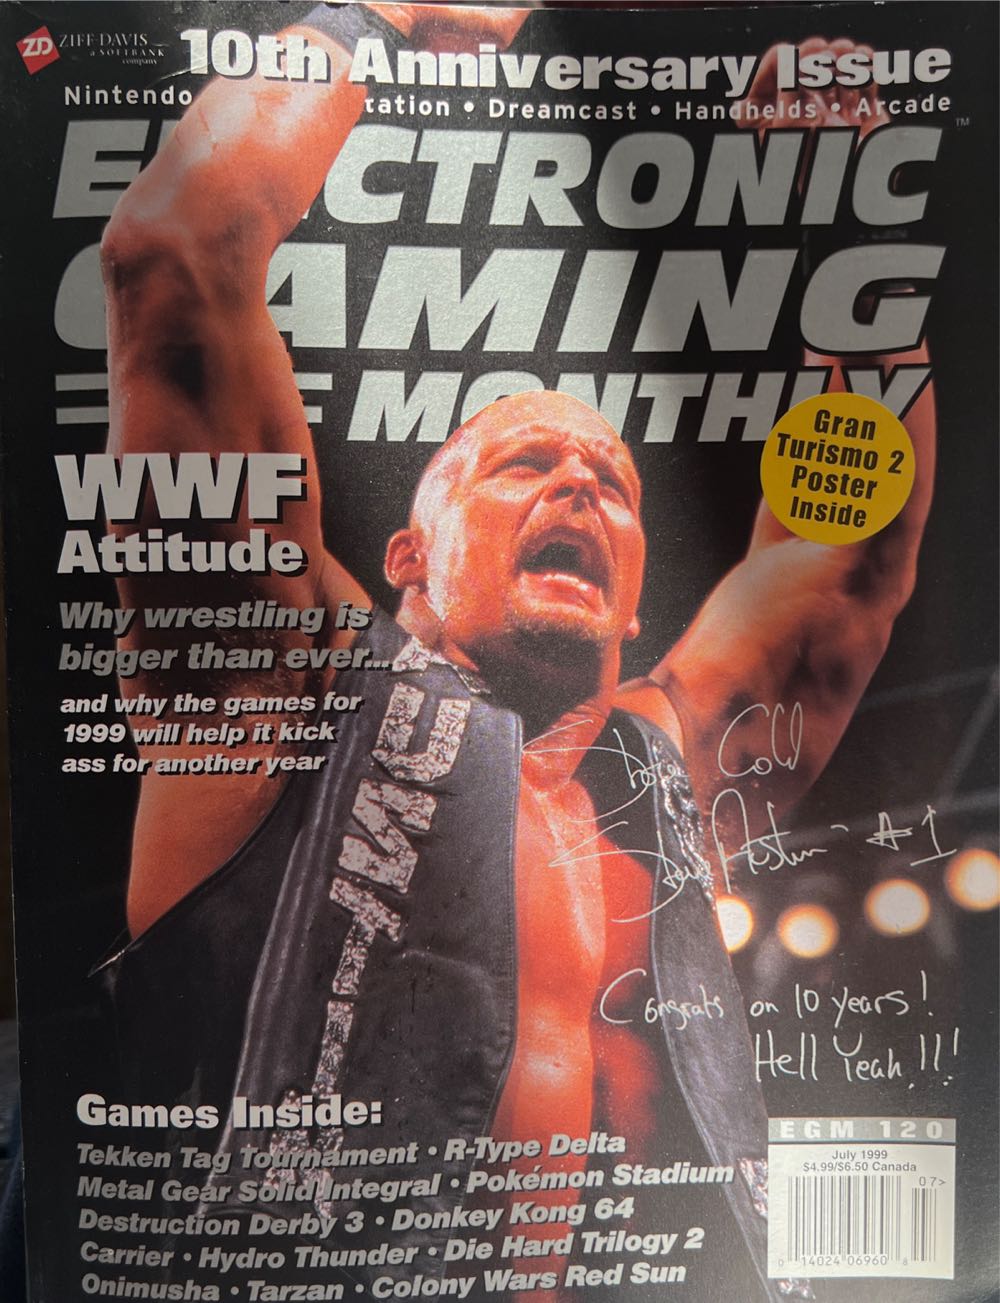 ZD ZIFF-DAVIS
a SOFTBANK
company
10th Anniversary Issue
Nintendo tation • Dreamcast • Handhelds • Arcade
ELECTRONIC™
GAMING
MONTHLY
Gran
Turismo 2
Poster
Inside
WWF
Attitude
Why wrestling is
bigger than ever...
and why the games for
1999 will help it kick
ass for another year
Stone Cold
Steve Austin #1
Congrats on 10 years!
Hell Yeah!!!
Games Inside:
Tekken Tag Tournament • R-Type Delta
Metal Gear Solid Integral • Pokémon Stadium
Destruction Derby 3 • Donkey Kong 64
Carrier • Hydro Thunder • Die Hard Trilogy 2
Onimusha • Tarzan • Colony Wars Red Sun
EGM 120
July 1999
$4.99/$6.50 Canada
07>
0 14024 06960 8